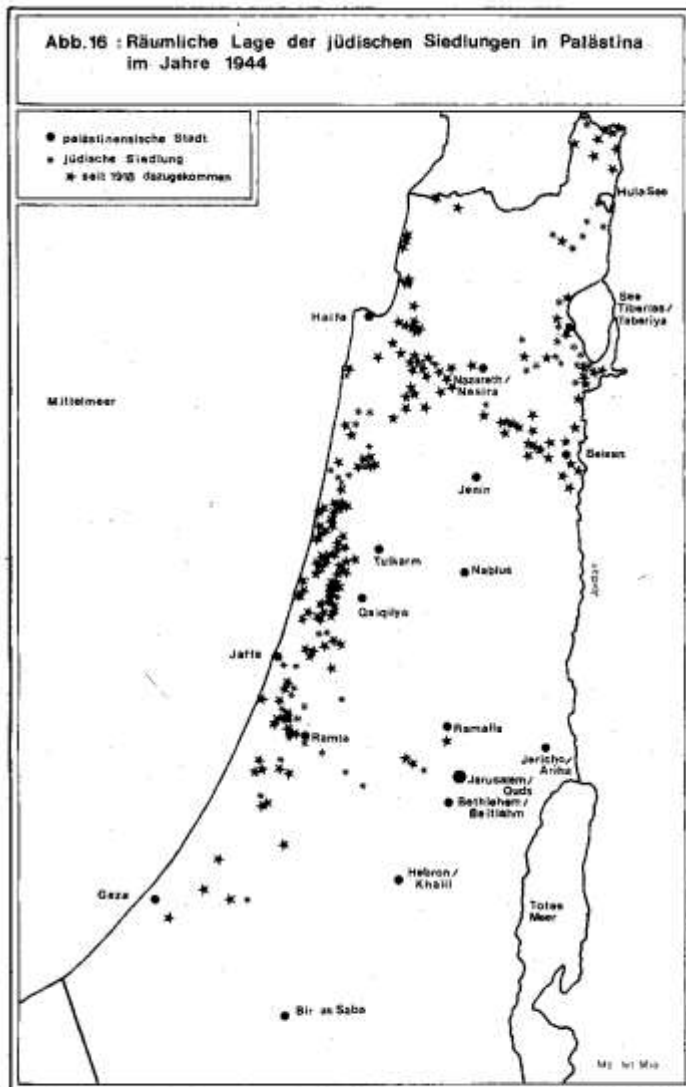 Abb.16 : Räumliche Lage der jüdischen Siedlungen in Palästina
im Jahre 1944
palästinensische Stadt
jüdische Siedlung
seit 1918 dazugekommen
Hula See
See
Tiberias/
Tabariya
Haifa
Nazareth/
Nasira
Mittelmeer
Beisan
Jenin
Tulkarm
Nablus
Jordan
Qalqilya
Jaffa
Ramla
Ramalla
Jericho/
Ariha
Jerusalem/
Quds
Bethlehem/
Beitlahm
Hebron/
Khalil
Gaza
Totes
Meer
Bir as Saba